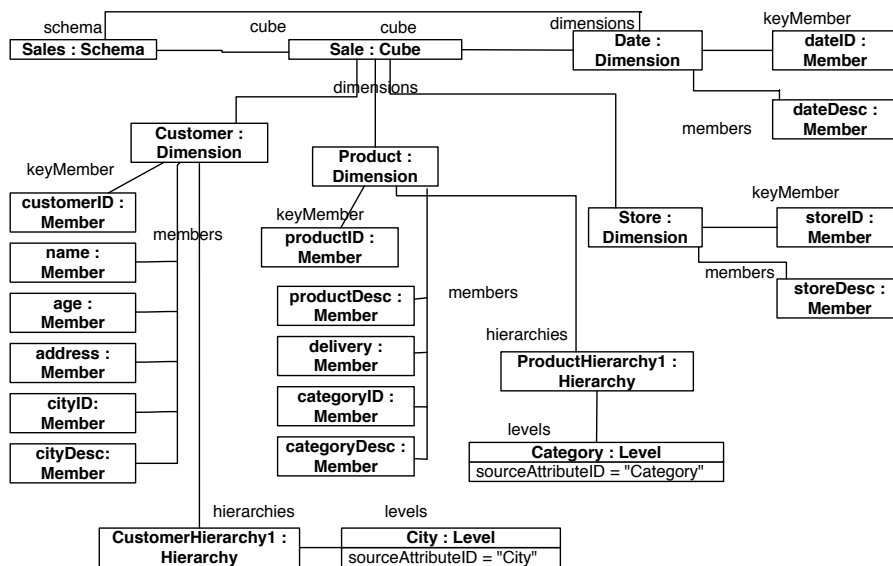 schema
cube
cube
dimensions
keyMember
Sales : Schema
Sale : Cube
Date :
Dimension
dateID :
Member
dimensions
dateDesc :
Member
members
Customer :
Dimension
Product :
Dimension
keyMember
customerID :
Member
members
keyMember
productID :
Member
keyMember
Store :
Dimension
storeID :
Member
members
storeDesc :
Member
name :
Member
age :
Member
address :
Member
cityID:
Member
cityDesc:
Member
productDesc :
Member
members
delivery :
Member
categoryID :
Member
categoryDesc :
Member
hierarchies
ProductHierarchy1 :
Hierarchy
levels
Category : Level
sourceAttributeID = "Category"
hierarchies
levels
CustomerHierarchy1 :
Hierarchy
City : Level
sourceAttributeID = "City"